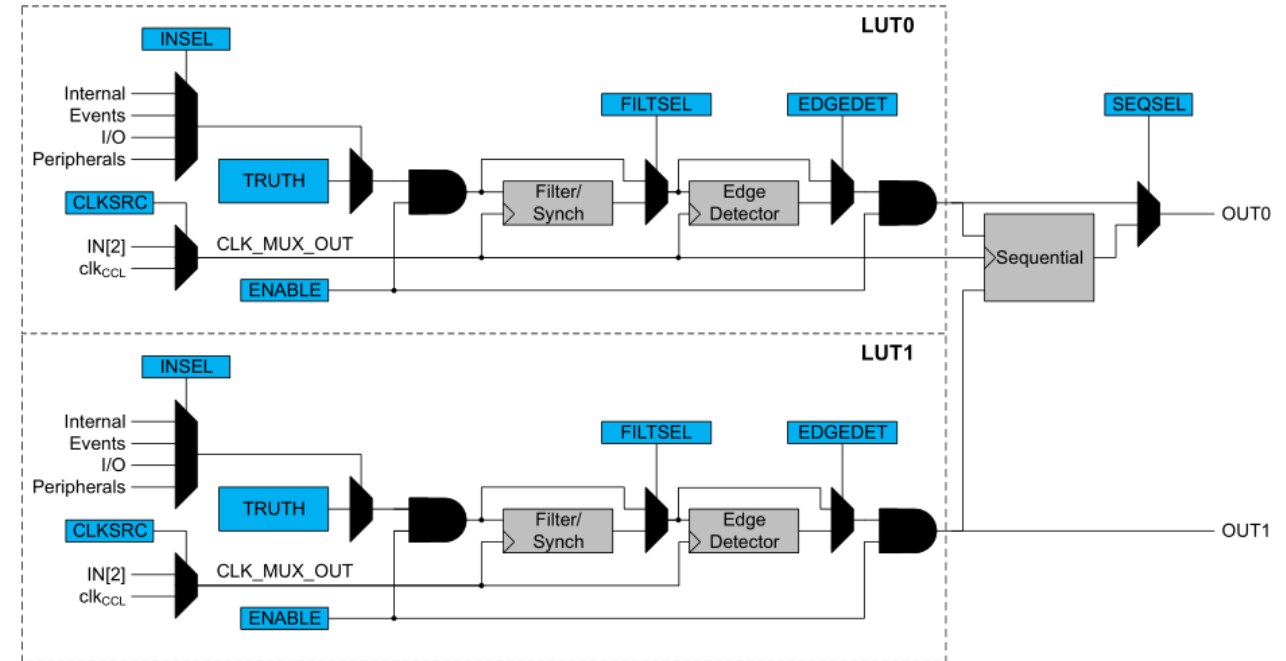 LUT0
INSEL
Internal
Events
I/O
Peripherals
FILTSEL
EDGEDET
SEQSEL
TRUTH
Filter/
Synch
Edge
Detector
CLKSRC
IN[2]
clkCCL
CLK_MUX_OUT
ENABLE
Sequential
OUT0
LUT1
INSEL
Internal
Events
I/O
Peripherals
FILTSEL
EDGEDET
TRUTH
Filter/
Synch
Edge
Detector
CLKSRC
IN[2]
clkCCL
CLK_MUX_OUT
ENABLE
OUT1